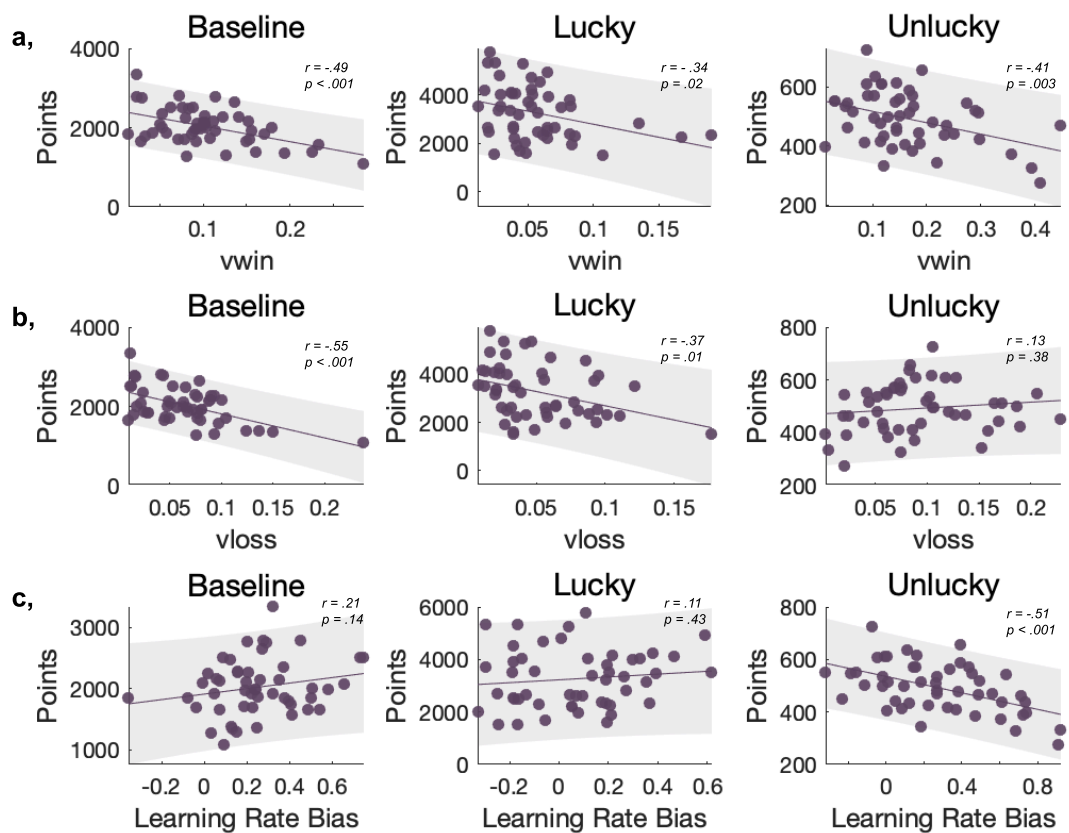 a,
Baseline
Lucky
Unlucky
r = -.49
p < .001
r = - .34
p = .02
r = -.41
p = .003
Points
4000
2000
0
0.1
0.2
vwin
Points
4000
2000
0
0.05
0.1
0.15
vwin
Points
600
400
200
0.1
0.2
0.3
0.4
vwin
b,
Baseline
Lucky
Unlucky
r = -.55
p < .001
r = -.37
p = .01
r = .13
p = .38
Points
4000
2000
0
0.05
0.1
0.15
0.2
vloss
Points
4000
2000
0
0.05
0.1
0.15
vloss
Points
800
600
400
200
0.05
0.1
0.15
0.2
vloss
c,
Baseline
Lucky
Unlucky
r = .21
p = .14
r = .11
p = .43
r = -.51
p < .001
Points
3000
2000
1000
-0.2
0
0.2
0.4
0.6
Learning Rate Bias
Points
6000
4000
2000
0
-0.2
0
0.2
0.4
0.6
Learning Rate Bias
Points
800
600
400
200
0
0.4
0.8
Learning Rate Bias